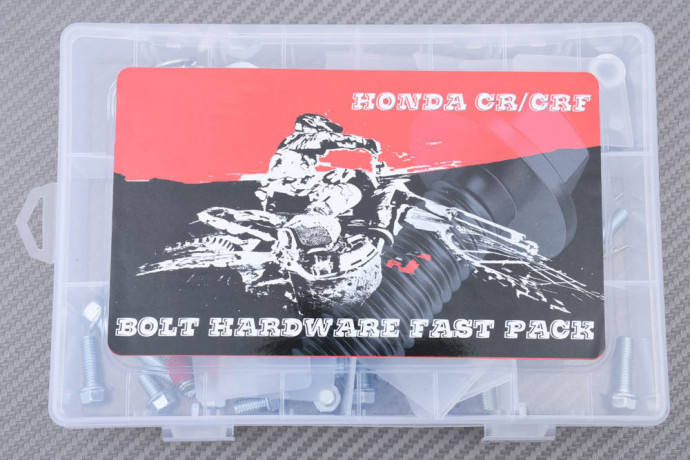 HONDA CR/CRF
BOLT HARDWARE FAST PACK